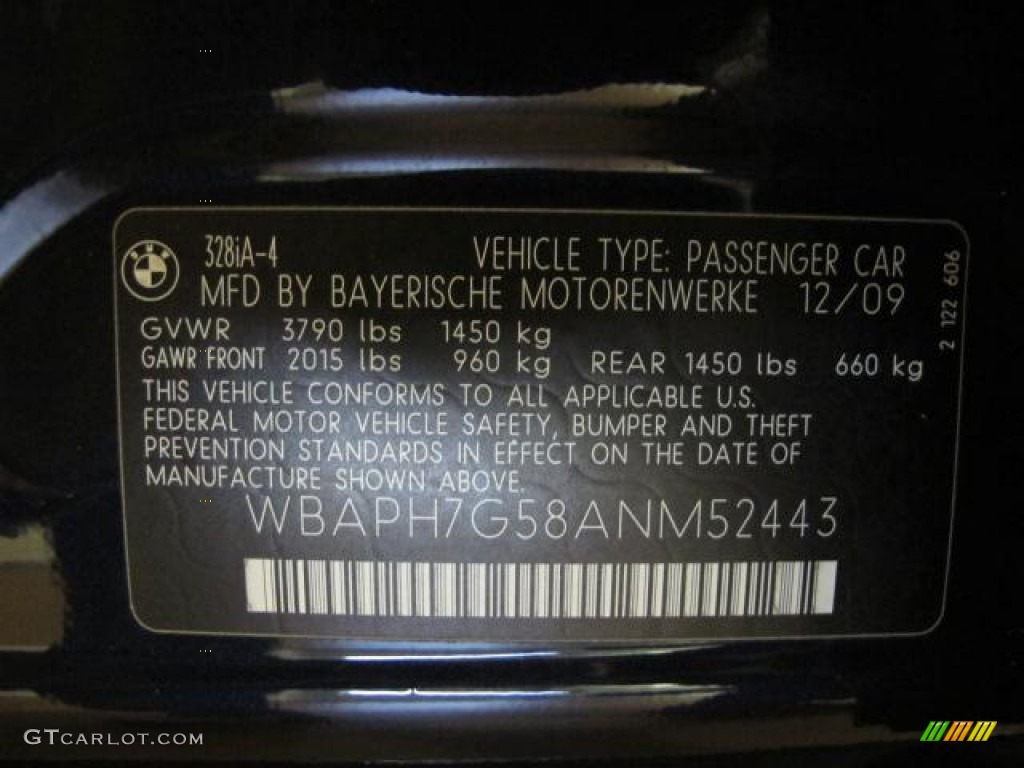 328iA-4 VEHICLE TYPE: PASSENGER CAR
MFD BY BAYERISCHE MOTORENWERKE 12/09
GVWR 3790 lbs 1450 kg
GAWR FRONT 2015 lbs 960 kg REAR 1450 lbs 660 kg
THIS VEHICLE CONFORMS TO ALL APPLICABLE U.S.
FEDERAL MOTOR VEHICLE SAFETY, BUMPER AND THEFT
PREVENTION STANDARDS IN EFFECT ON THE DATE OF
MANUFACTURE SHOWN ABOVE.
WBAPH7G58ANM52443
2 122 606
BMW
GTCARLOT.COM